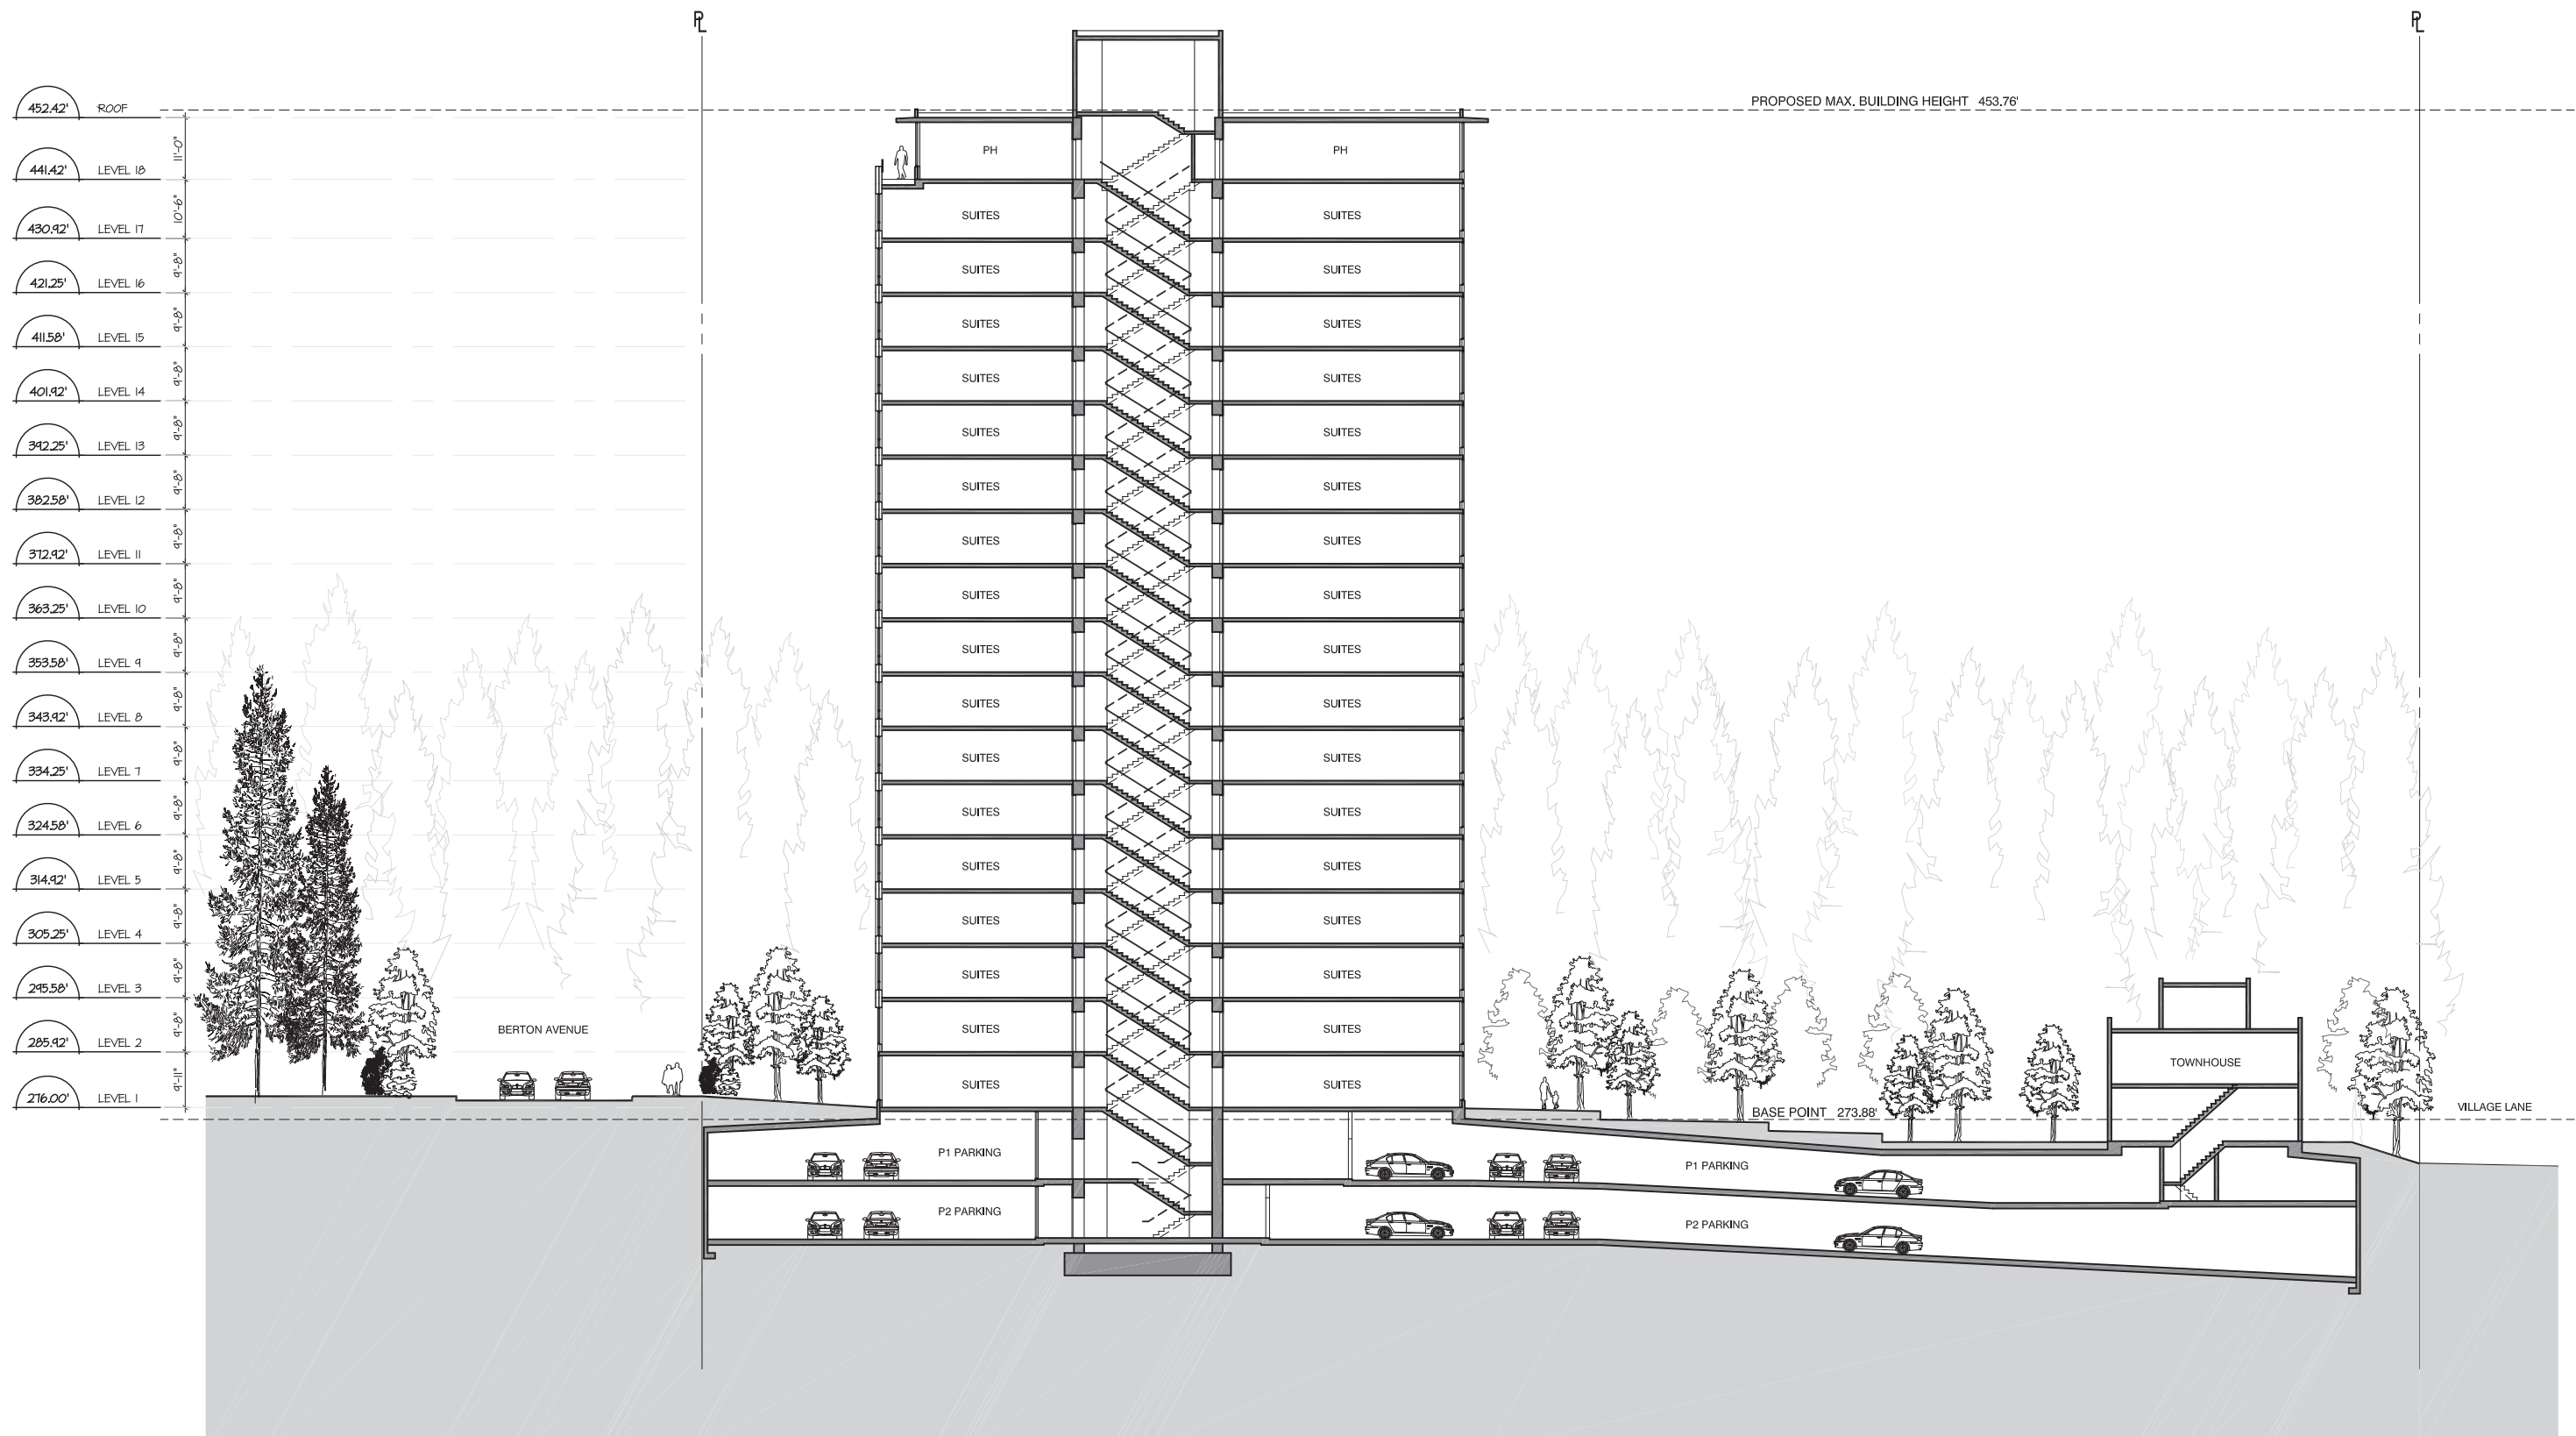 PL
PL
452.42' ROOF
PROPOSED MAX. BUILDING HEIGHT 453.76'
11'-0"
PH
PH
441.42' LEVEL 18
10'-6"
SUITES
SUITES
430.92' LEVEL 17
9'-8"
SUITES
SUITES
421.25' LEVEL 16
9'-8"
SUITES
SUITES
411.58' LEVEL 15
9'-8"
SUITES
SUITES
401.92' LEVEL 14
9'-8"
SUITES
SUITES
392.25' LEVEL 13
9'-8"
SUITES
SUITES
382.58' LEVEL 12
9'-8"
SUITES
SUITES
372.92' LEVEL 11
9'-8"
SUITES
SUITES
363.25' LEVEL 10
9'-8"
SUITES
SUITES
353.58' LEVEL 9
9'-8"
SUITES
SUITES
343.92' LEVEL 8
9'-8"
SUITES
SUITES
334.25' LEVEL 7
9'-8"
SUITES
SUITES
324.58' LEVEL 6
9'-8"
SUITES
SUITES
314.92' LEVEL 5
9'-8"
SUITES
SUITES
305.25' LEVEL 4
9'-8"
SUITES
SUITES
295.58' LEVEL 3
9'-8"
BERTON AVENUE
SUITES
SUITES
285.92' LEVEL 2
9'-11"
SUITES
SUITES
TOWNHOUSE
276.00' LEVEL 1
BASE POINT 273.88'
VILLAGE LANE
P1 PARKING
P1 PARKING
P2 PARKING
P2 PARKING